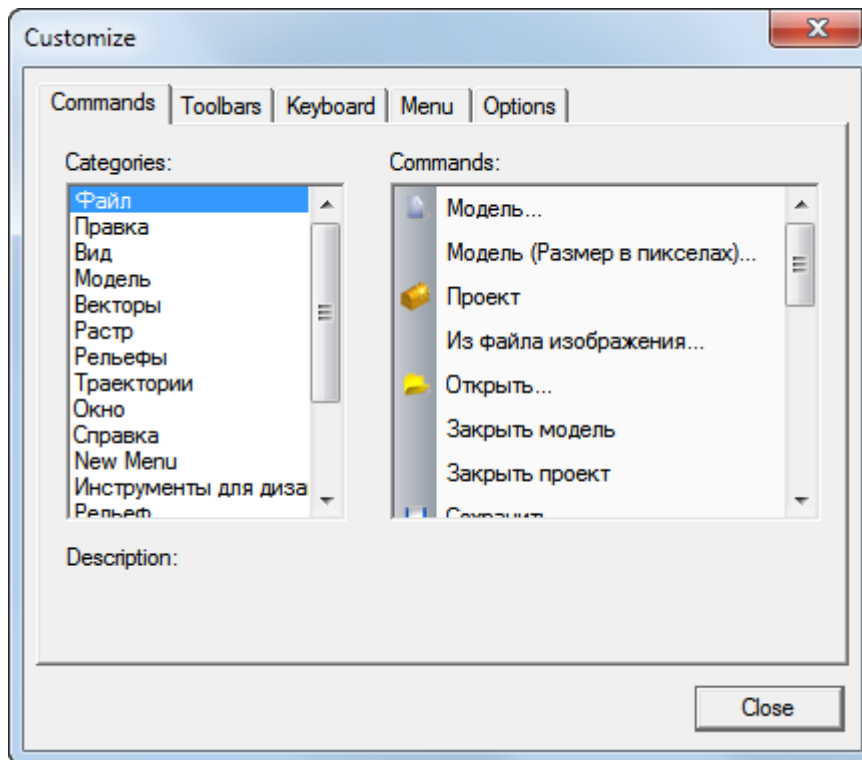 Customize
Commands Toolbars Keyboard Menu Options
Categories:
Файл
Правка
Вид
Модель
Векторы
Растр
Рельефы
Траектории
Окно
Справка
New Menu
Инструменты для диза
Рельеф
Commands:
Модель...
Модель (Размер в пикселах)...
Проект
Из файла изображения...
Открыть...
Закрыть модель
Закрыть проект
Сохранить
Description:
Close